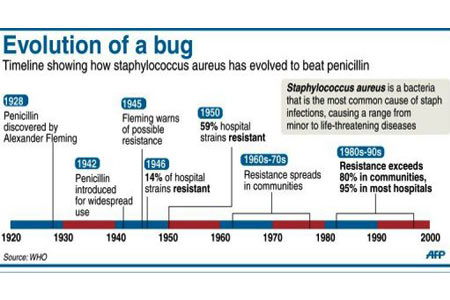 Evolution of a bug
Timeline showing how staphylococcus aureus has evolved to beat penicillin
Staphylococcus aureus is a bacteria
that is the most common cause of staph
infections, causing a range from
minor to life-threatening diseases
1928
Penicillin
discovered by
Alexander Fleming
1942
Penicillin
introduced
for widespread
use
1945
Fleming warns
of possible
resistance
1946
14% of hospital
strains resistant
1950
59% hospital
strains resistant
1960s-70s
Resistance spreads
in communities
1980s-90s
Resistance exceeds
80% in communities,
95% in most hospitals
1920 1930 1940 1950 1960 1970 1980 1990 2000
Source: WHO
AFP